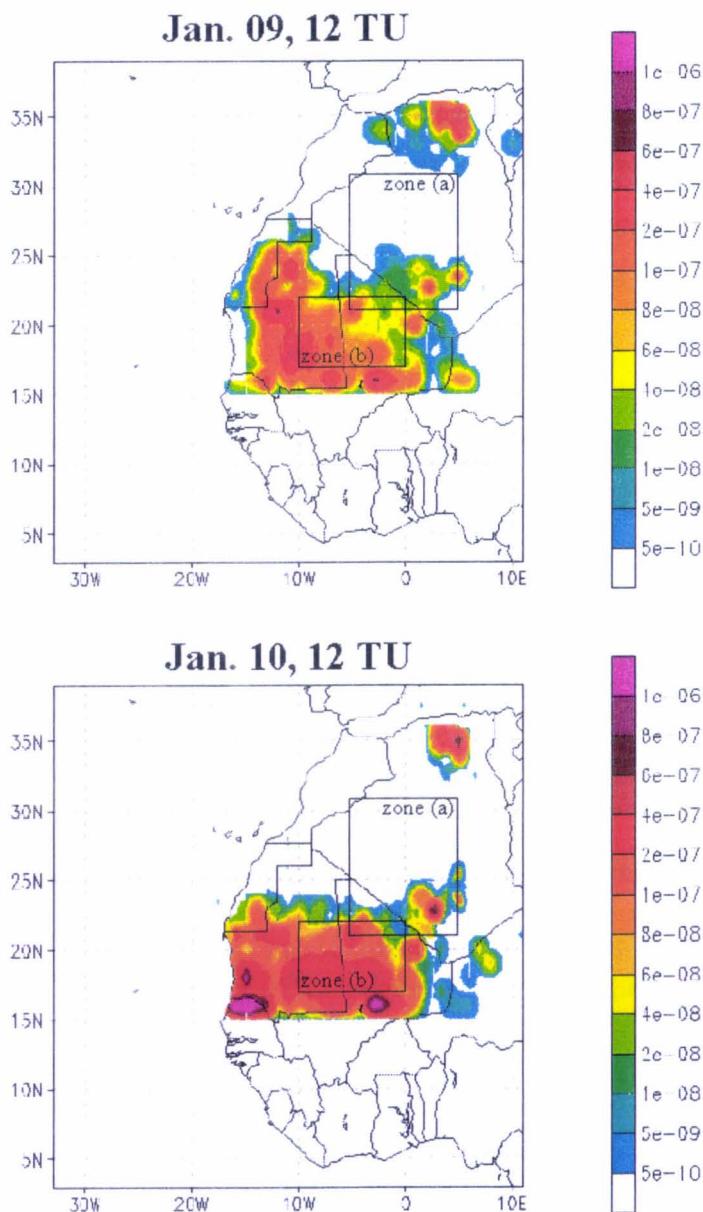 Jan. 09, 12 TU
35N
30N
25N
20N
15N
10N
5N
30W
20W
10W
0
10E
zone (a)
zone (b)
1e-06
8e-07
6e-07
4e-07
2e-07
1e-07
8e-08
6e-08
4e-08
2e-08
1e-08
5e-09
5e-10
Jan. 10, 12 TU
35N
30N
25N
20N
15N
10N
5N
30W
20W
10W
0
10E
zone (a)
zone (b)
1e-06
8e-07
6e-07
4e-07
2e-07
1e-07
8e-08
6e-08
4e-08
2e-08
1e-08
5e-09
5e-10